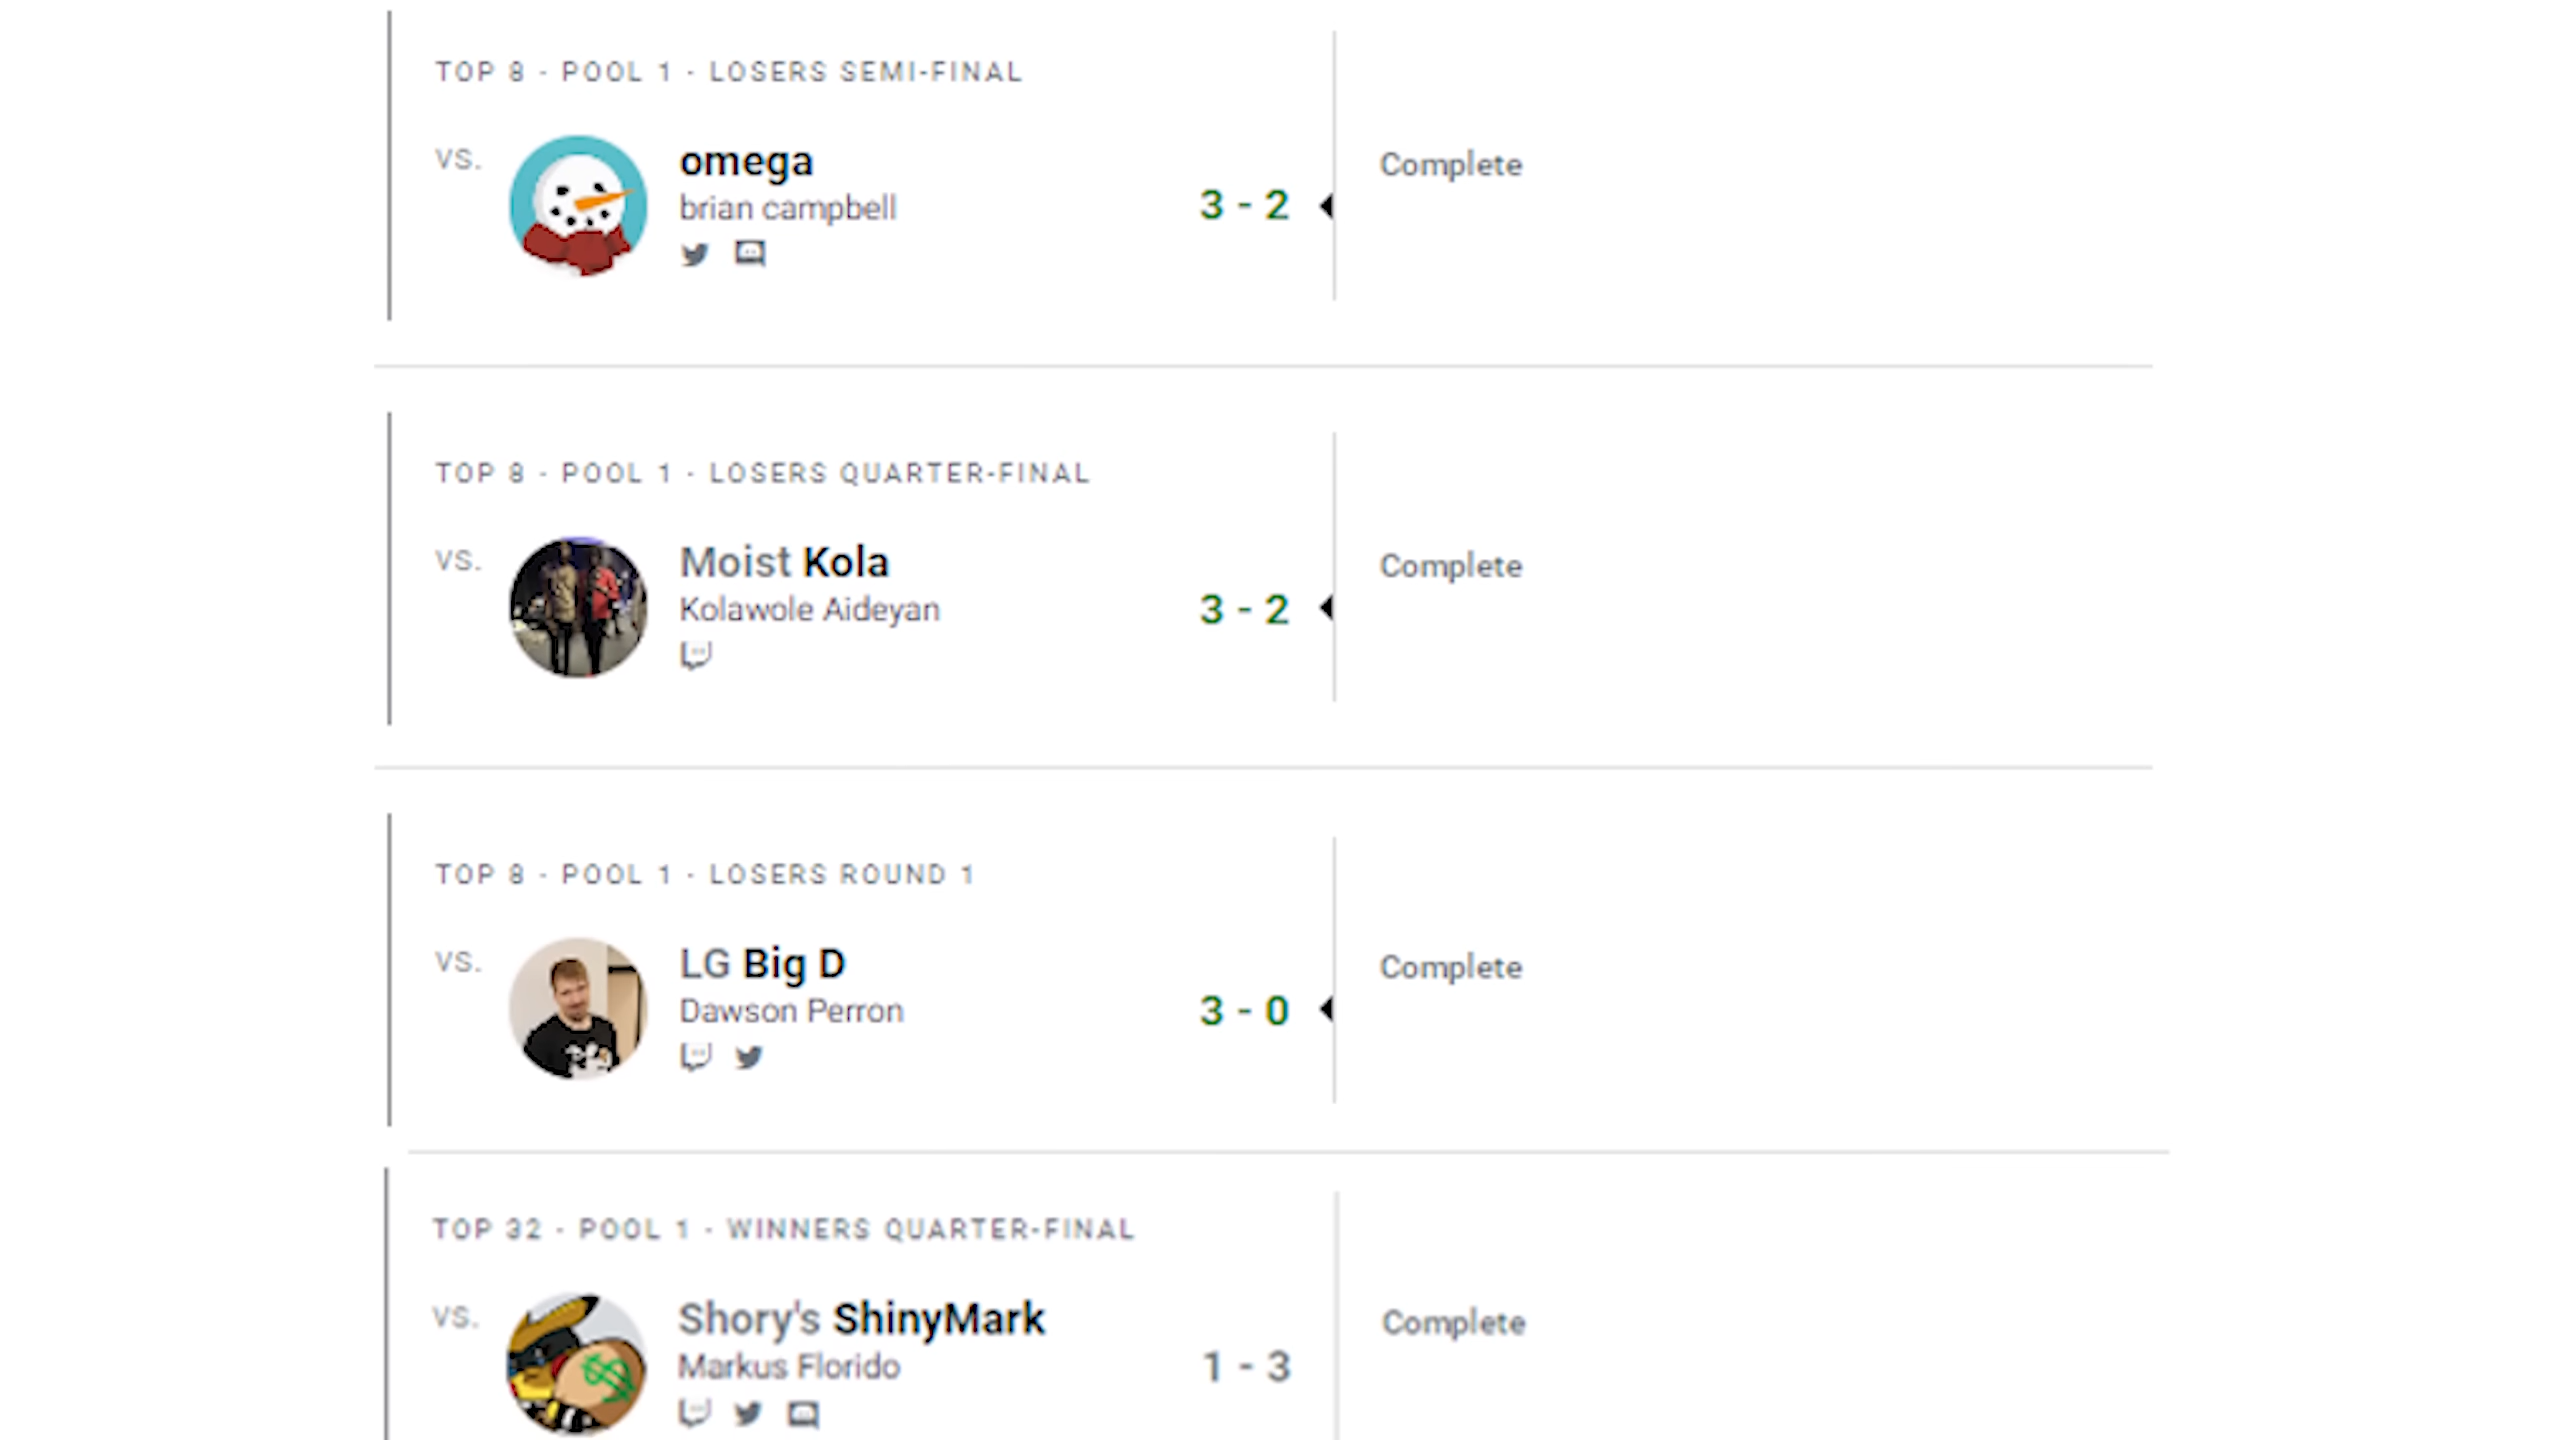 TOP 8 - POOL 1 - LOSERS SEMI-FINAL
VS.
omega
brian campbell
3 - 2
Complete
TOP 8 - POOL 1 - LOSERS QUARTER-FINAL
VS.
Moist Kola
Kolawole Aideyan
3 - 2
Complete
TOP 8 - POOL 1 - LOSERS ROUND 1
VS.
LG Big D
Dawson Perron
3 - 0
Complete
TOP 32 - POOL 1 - WINNERS QUARTER-FINAL
VS.
Shory's ShinyMark
Markus Florido
1 - 3
Complete